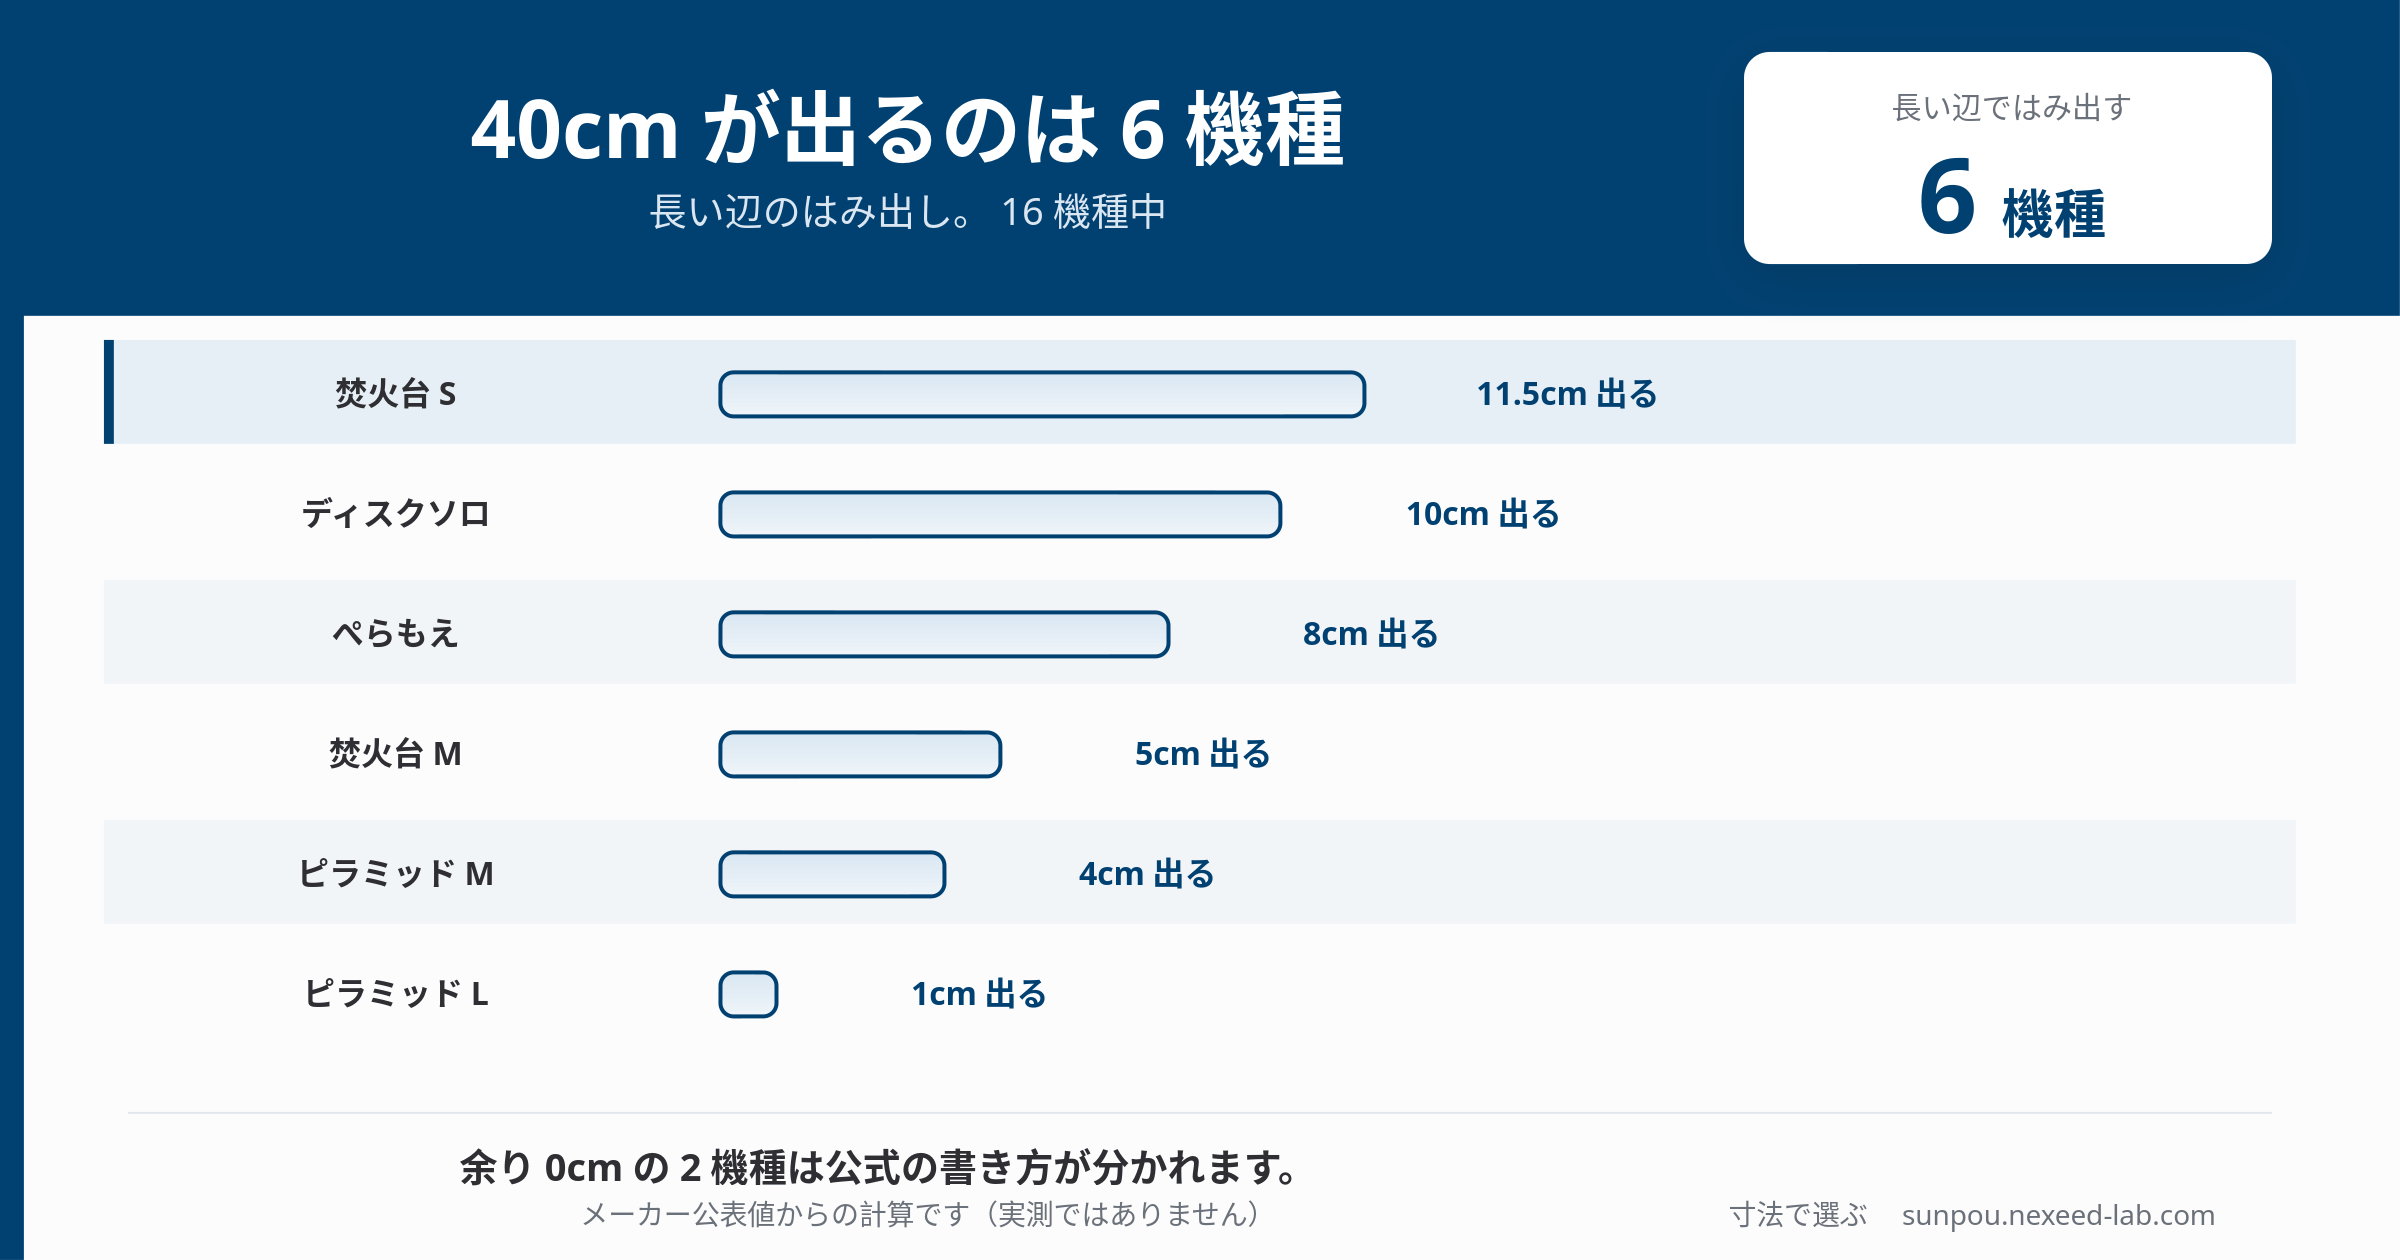 40cm が出るのは 6 機種
長い辺のはみ出し。 16 機種中
長い辺ではみ出す
6 機種
焚火台 S
11.5cm 出る
ディスクソロ
10cm 出る
ぺらもえ
8cm 出る
焚火台 M
5cm 出る
ピラミッド M
4cm 出る
ピラミッド L
1cm 出る
余り 0cm の 2 機種は公式の書き方が分かれます。
メーカー公表値からの計算です（実測ではありません）
寸法で選ぶ sunpou.nexeed-lab.com